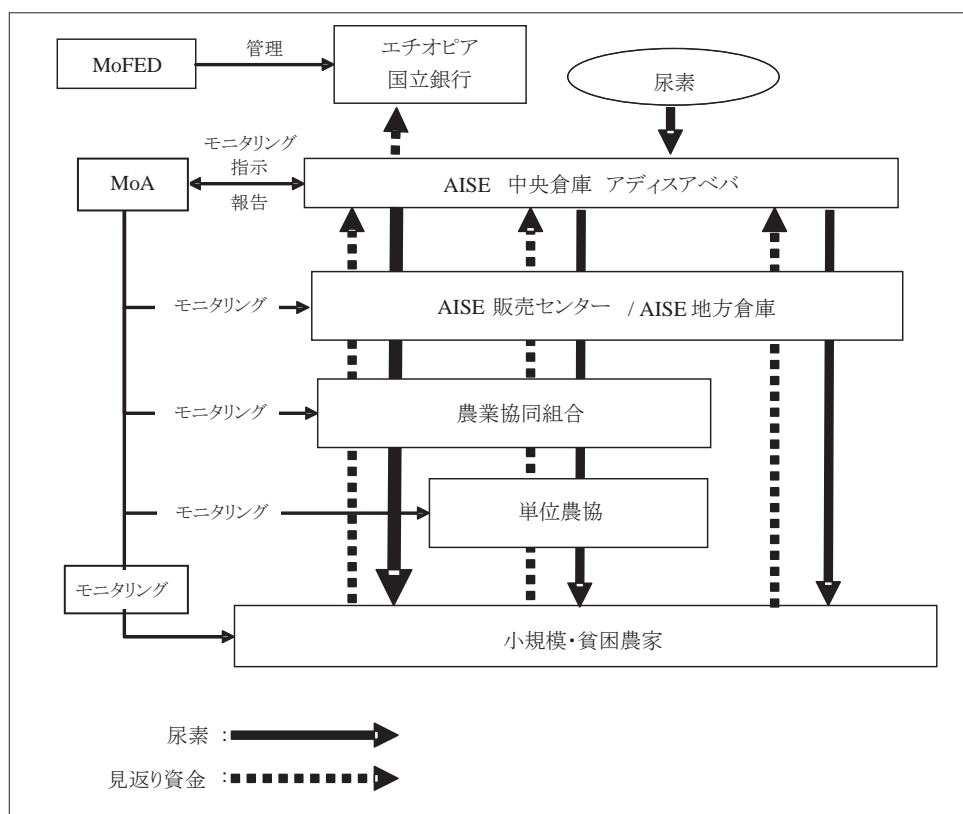 MoFED
管理
エチオピア
国立銀行
尿素
モニタリング
指示
報告
MoA
AISE 中央倉庫 アディスアベバ
モニタリング
AISE 販売センター / AISE 地方倉庫
モニタリング
農業協同組合
モニタリング
単位農協
モニタリング
小規模・貧困農家
尿素 :
見返り資金 :